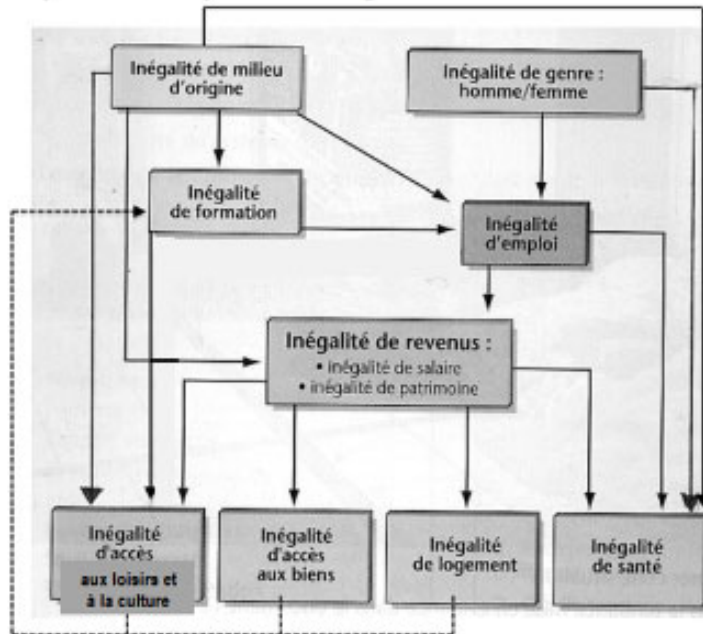 Inégalité de milieu
d'origine
Inégalité de genre :
homme/femme
Inégalité
de formation
Inégalité
d'emploi
Inégalité de revenus :
• inégalité de salaire
• inégalité de patrimoine
Inégalité
d'accès
aux loisirs et
à la culture
Inégalité
d'accès
aux biens
Inégalité
de logement
Inégalité
de santé